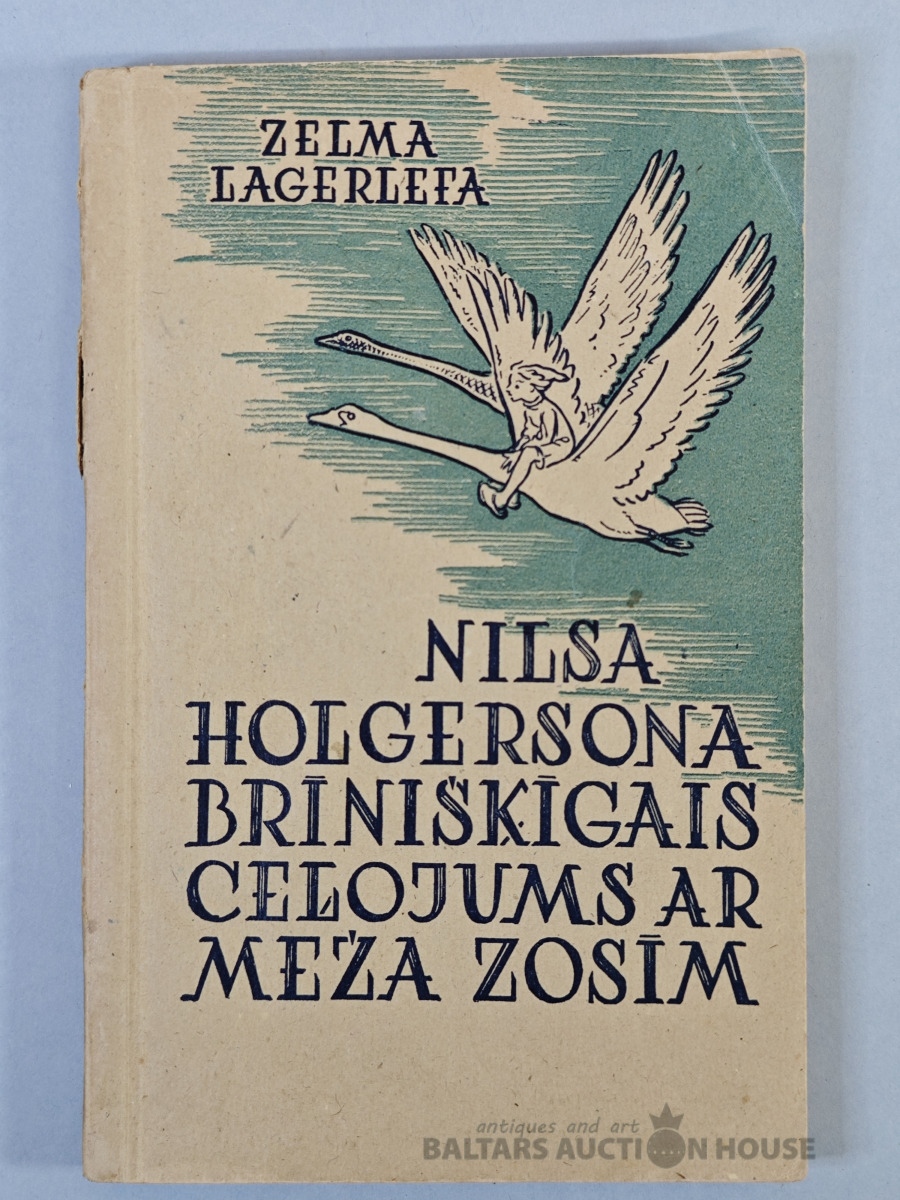 ZELMA
LAGERLEFA
NILSA
HOLGERSONA
BRĪNIŠĶĪGAIS
CEĻOJUMS AR
MEŽA ZOSĪM
antiques and art
BALTARS AUCTION HOUSE